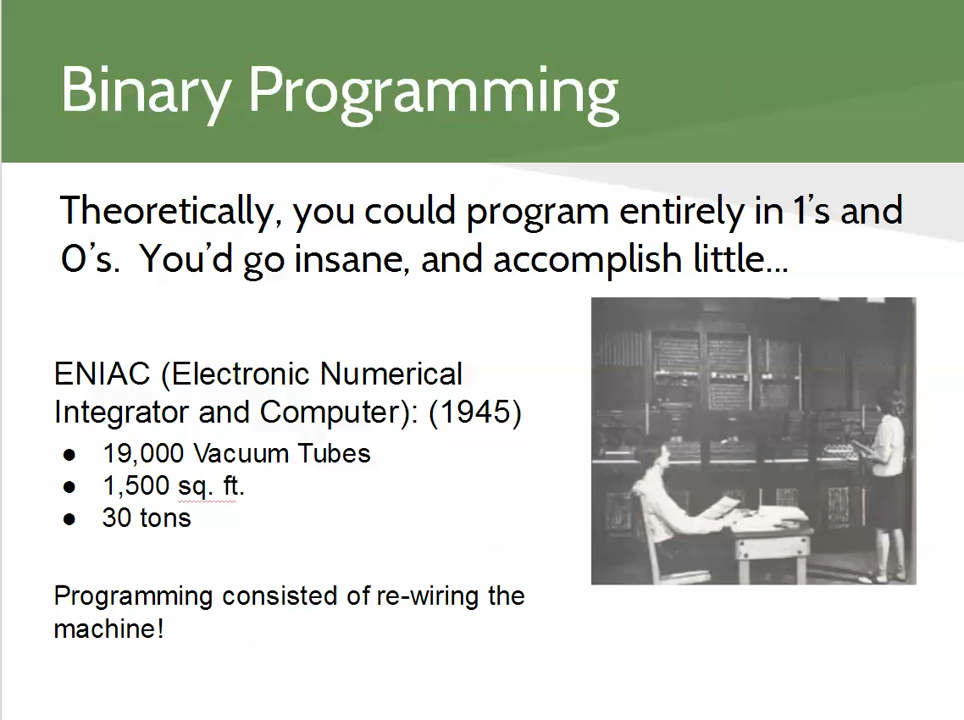 Binary Programming
Theoretically, you could program entirely in 1's and
0's.  You'd go insane, and accomplish little...
ENIAC (Electronic Numerical
Integrator and Computer): (1945)
● 19,000 Vacuum Tubes
● 1,500 sq. ft.
● 30 tons
Programming consisted of re-wiring the
machine!